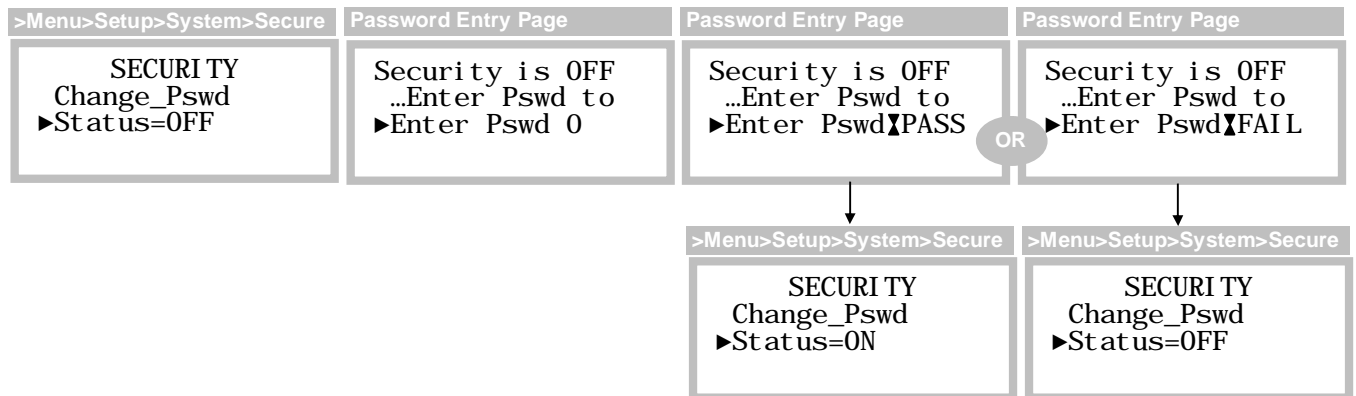 >Menu>Setup>System>Secure
SECURITY
Change_Pswd
►Status=OFF
Password Entry Page
Security is OFF
…Enter Pswd to
►Enter Pswd 0
Password Entry Page
Security is OFF
…Enter Pswd to
►Enter Pswd PASS
OR
Password Entry Page
Security is OFF
…Enter Pswd to
►Enter Pswd FAIL
>Menu>Setup>System>Secure
SECURITY
Change_Pswd
►Status=ON
>Menu>Setup>System>Secure
SECURITY
Change_Pswd
►Status=OFF